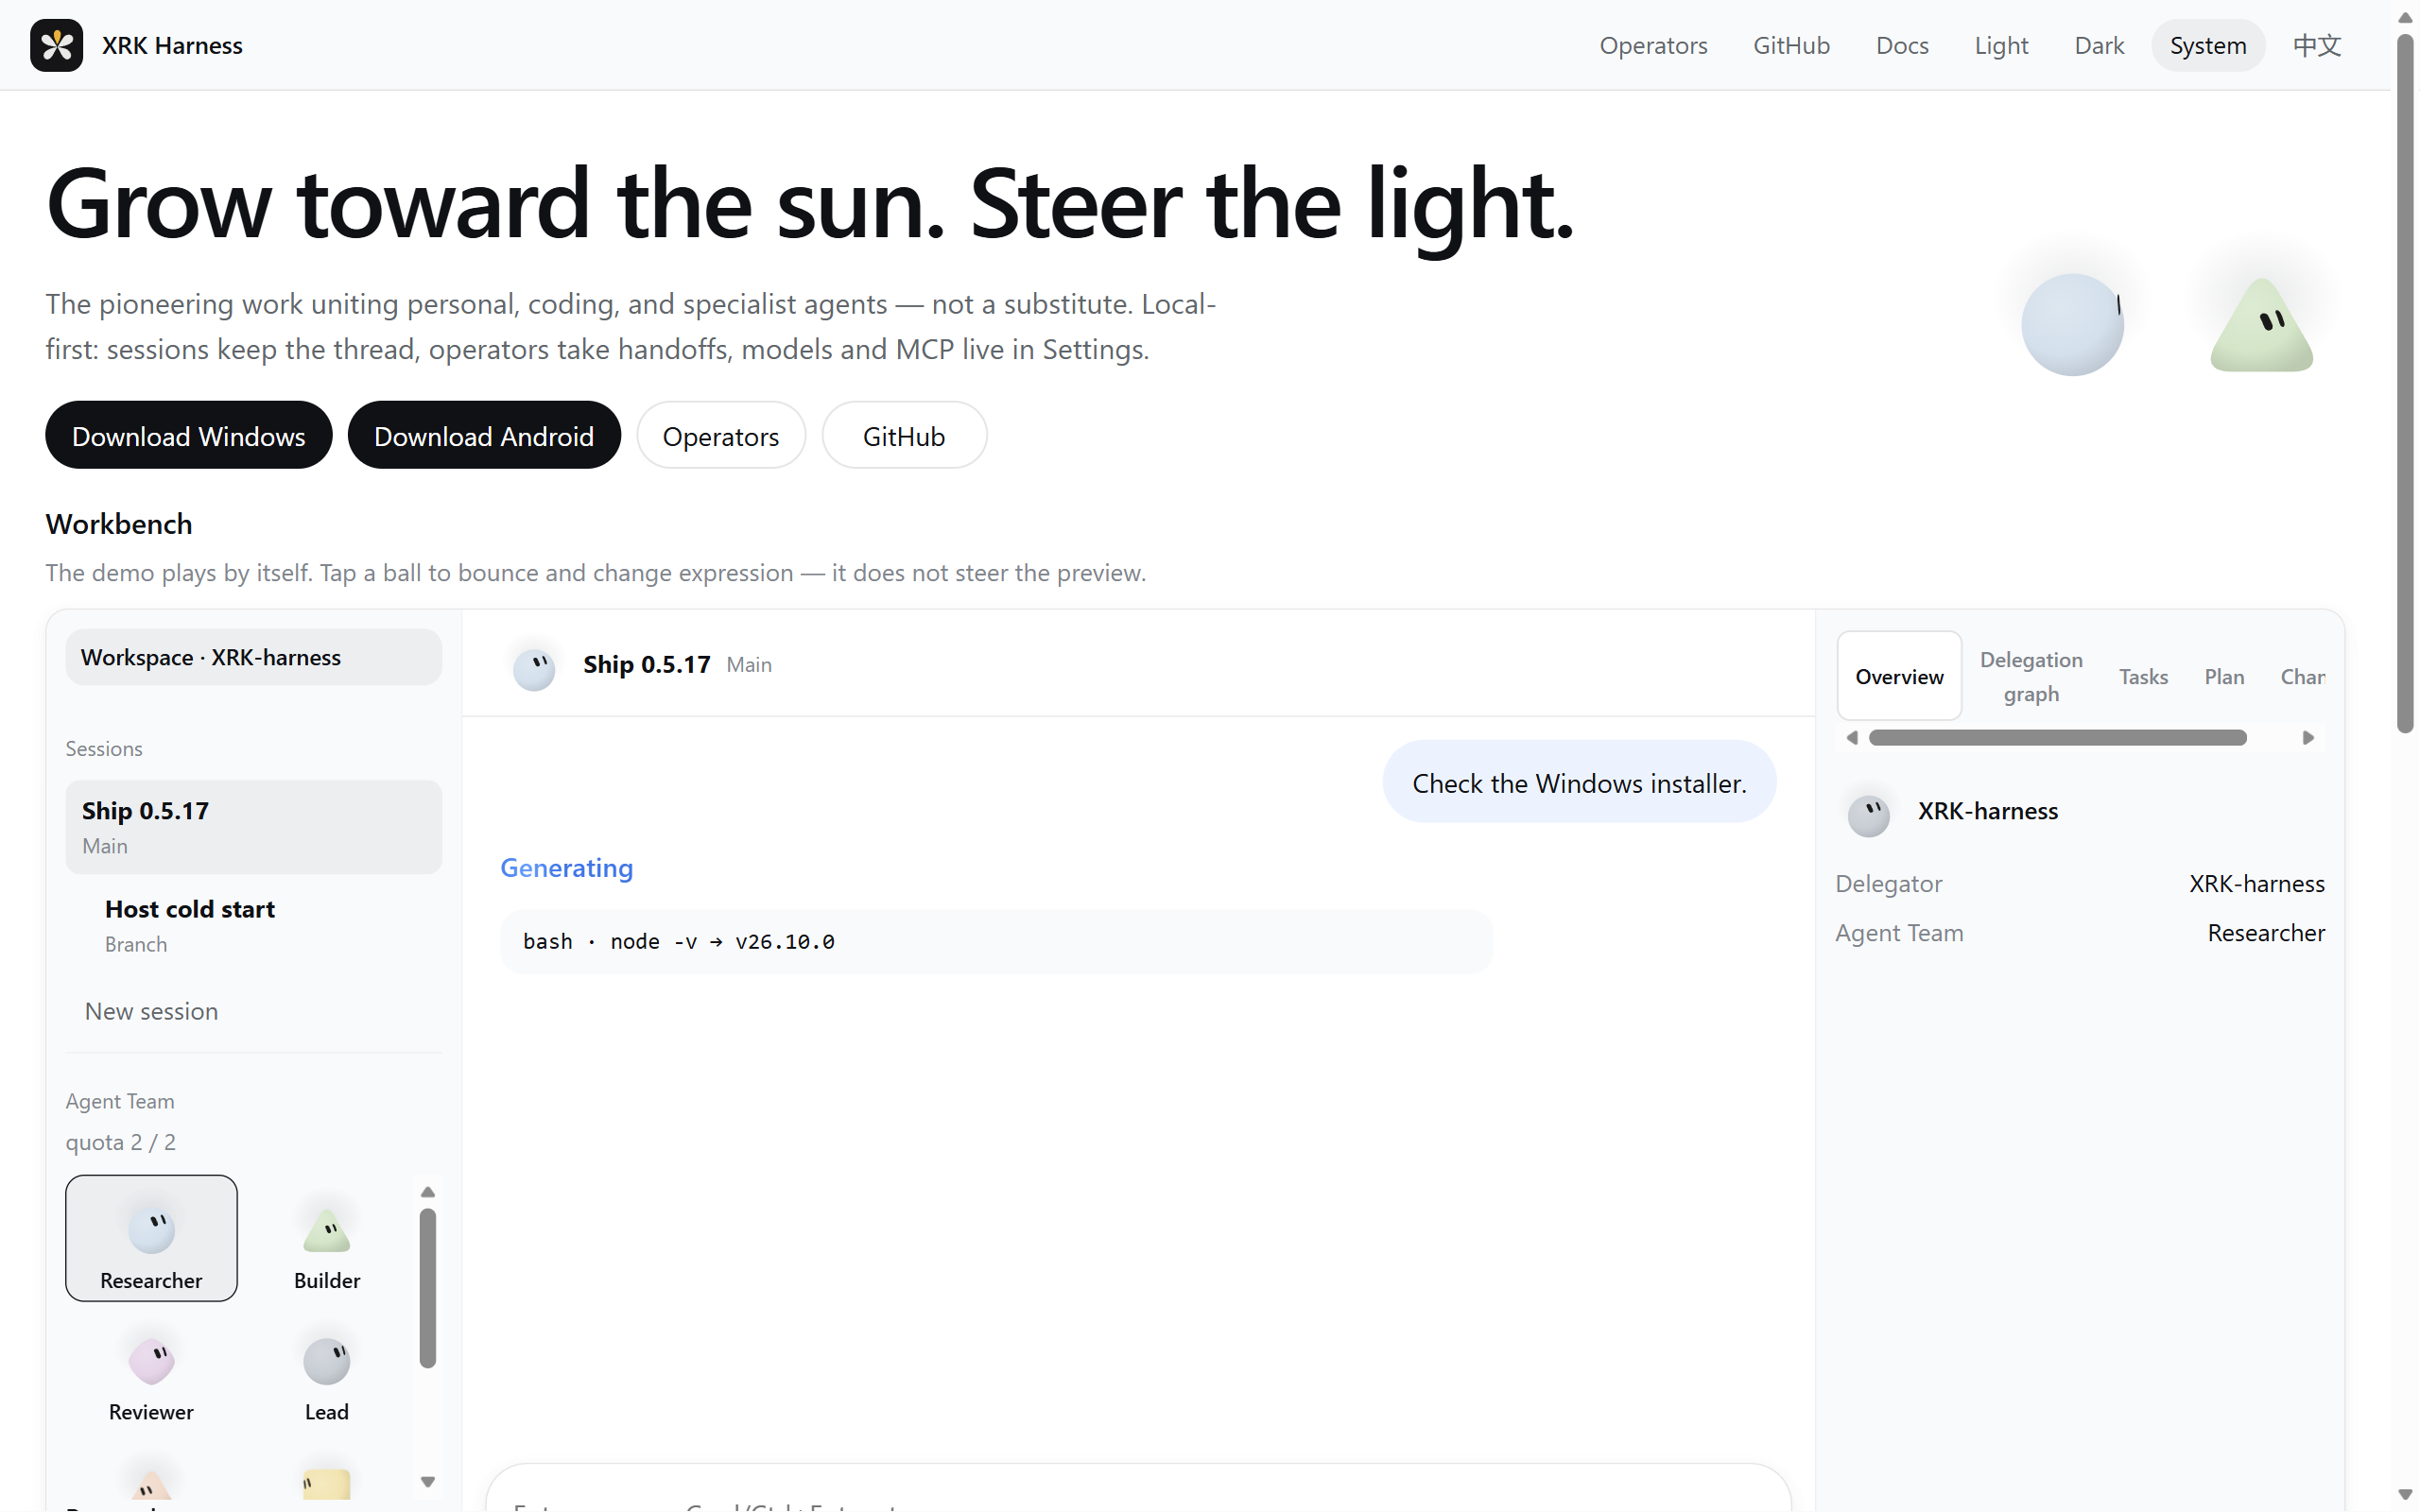 XRK Harness
Operators
GitHub
Docs
Light
Dark
System
中文
Grow toward the sun. Steer the light.
The pioneering work uniting personal, coding, and specialist agents — not a substitute. Local-
first: sessions keep the thread, operators take handoffs, models and MCP live in Settings.
Download Windows
Download Android
Operators
GitHub
Workbench
The demo plays by itself. Tap a ball to bounce and change expression — it does not steer the preview.
Workspace · XRK-harness
Sessions
Ship 0.5.17
Main
Host cold start
Branch
New session
Agent Team
quota 2 / 2
Researcher
Builder
Reviewer
Lead
Ship 0.5.17 Main
Check the Windows installer.
Generating
bash · node -v → v26.10.0
Overview
Delegation
graph
Tasks
Plan
Chan
XRK-harness
Delegator XRK-harness
Agent Team Researcher